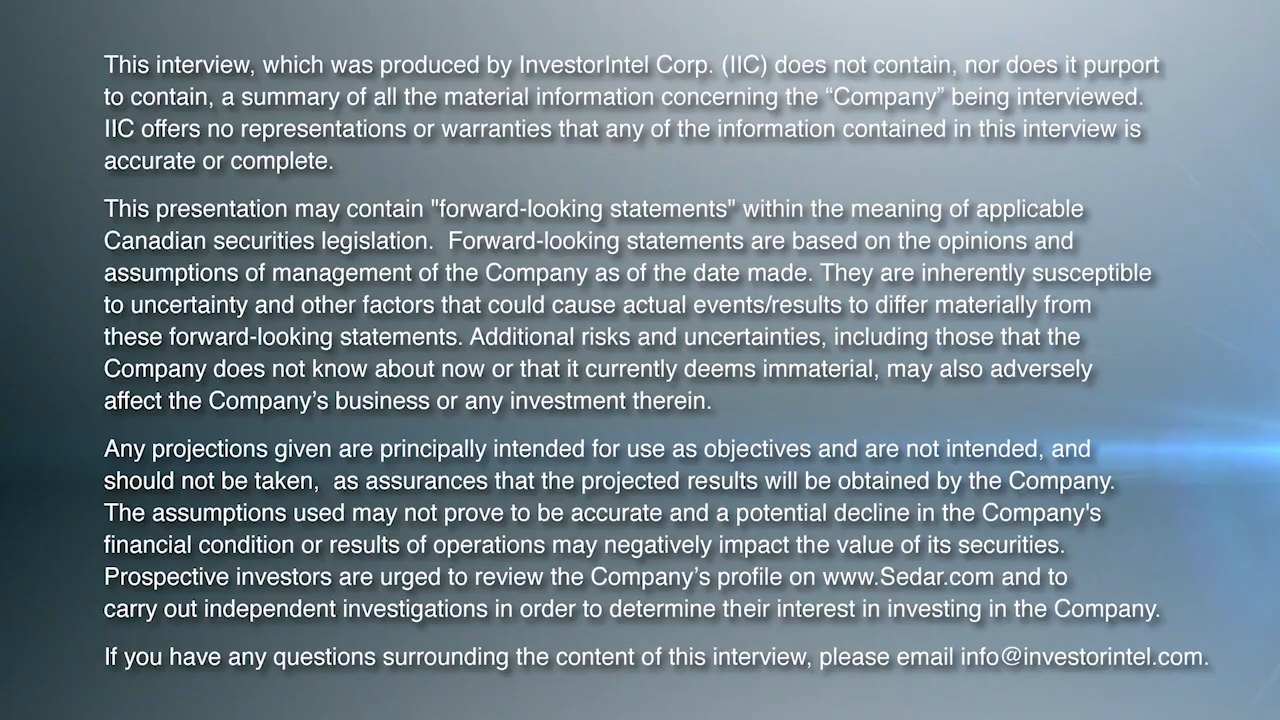 This interview, which was produced by InvestorIntel Corp. (IIC) does not contain, nor does it purport
to contain, a summary of all the material information concerning the “Company” being interviewed.
IIC offers no representations or warranties that any of the information contained in this interview is
accurate or complete.
This presentation may contain "forward-looking statements" within the meaning of applicable
Canadian securities legislation.  Forward-looking statements are based on the opinions and
assumptions of management of the Company as of the date made. They are inherently susceptible
to uncertainty and other factors that could cause actual events/results to differ materially from
these forward-looking statements. Additional risks and uncertainties, including those that the
Company does not know about now or that it currently deems immaterial, may also adversely
affect the Company’s business or any investment therein.
Any projections given are principally intended for use as objectives and are not intended, and
should not be taken,  as assurances that the projected results will be obtained by the Company.
The assumptions used may not prove to be accurate and a potential decline in the Company's
financial condition or results of operations may negatively impact the value of its securities.
Prospective investors are urged to review the Company’s profile on www.Sedar.com and to
carry out independent investigations in order to determine their interest in investing in the Company.
If you have any questions surrounding the content of this interview, please email info@investorintel.com.